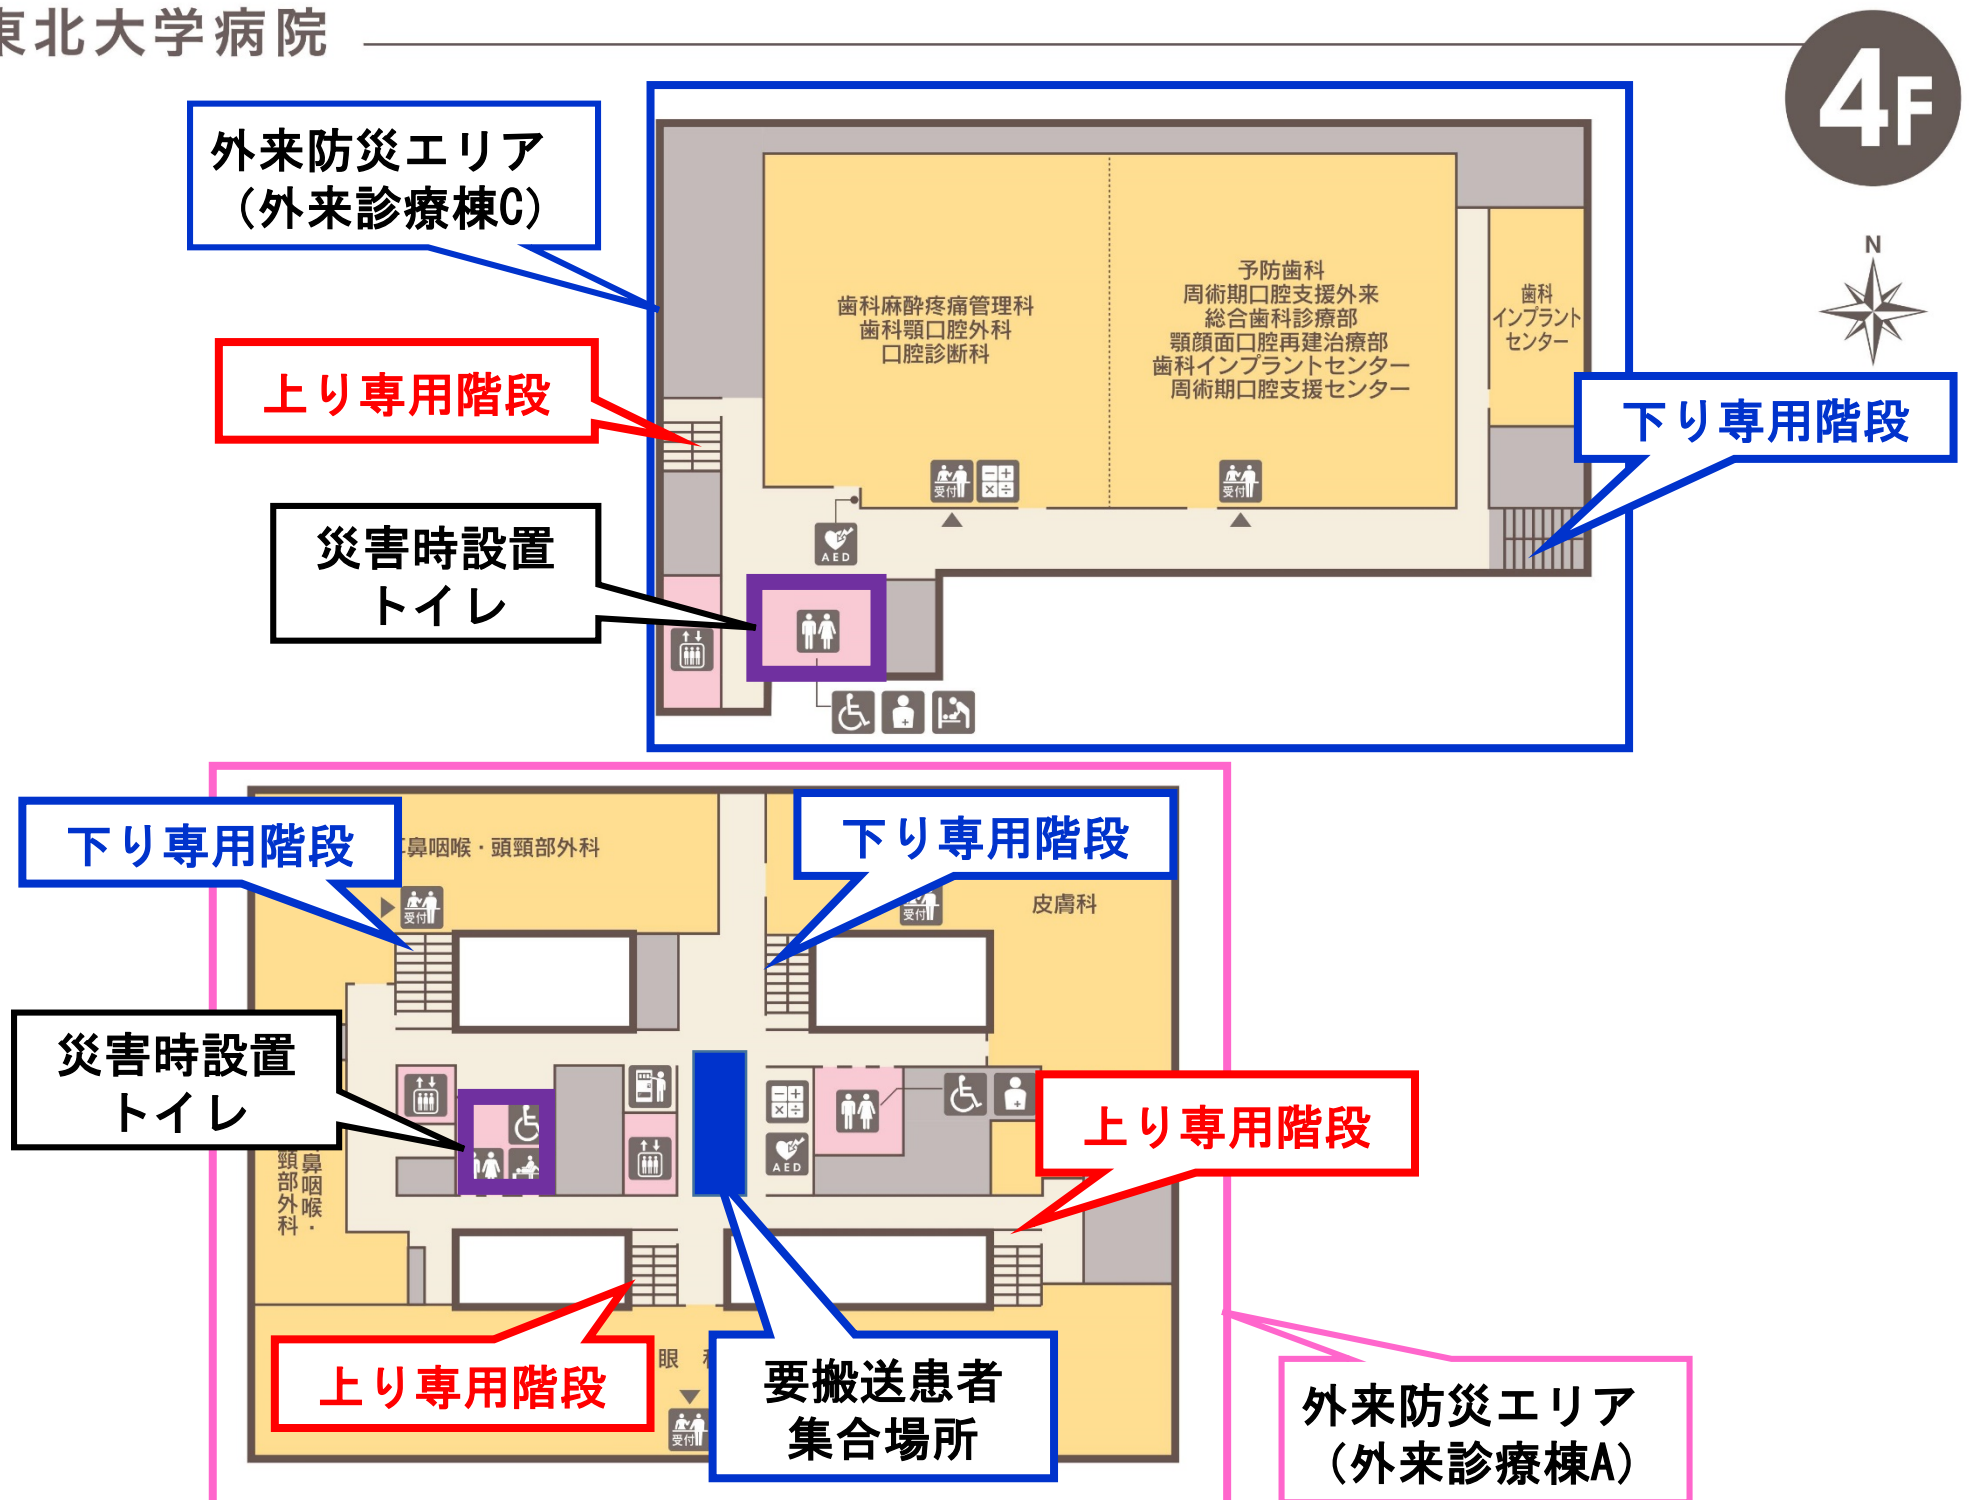 東北大学病院
4F
N
外来防災エリア
（外来診療棟C）
上り専用階段
災害時設置
トイレ
歯科麻酔疼痛管理科
歯科顎口腔外科
口腔診断科
予防歯科
周術期口腔支援外来
総合歯科診療部
顎顔面口腔再建治療部
歯科インプラントセンター
周術期口腔支援センター
歯科
インプラント
センター
下り専用階段
受付
受付
AED
下り専用階段
鼻咽喉・頭頸部外科
下り専用階段
受付
受付
皮膚科
災害時設置
トイレ
鼻咽喉・
頸部外科
AED
上り専用階段
上り専用階段
眼
受付
要搬送患者
集合場所
外来防災エリア
（外来診療棟A）